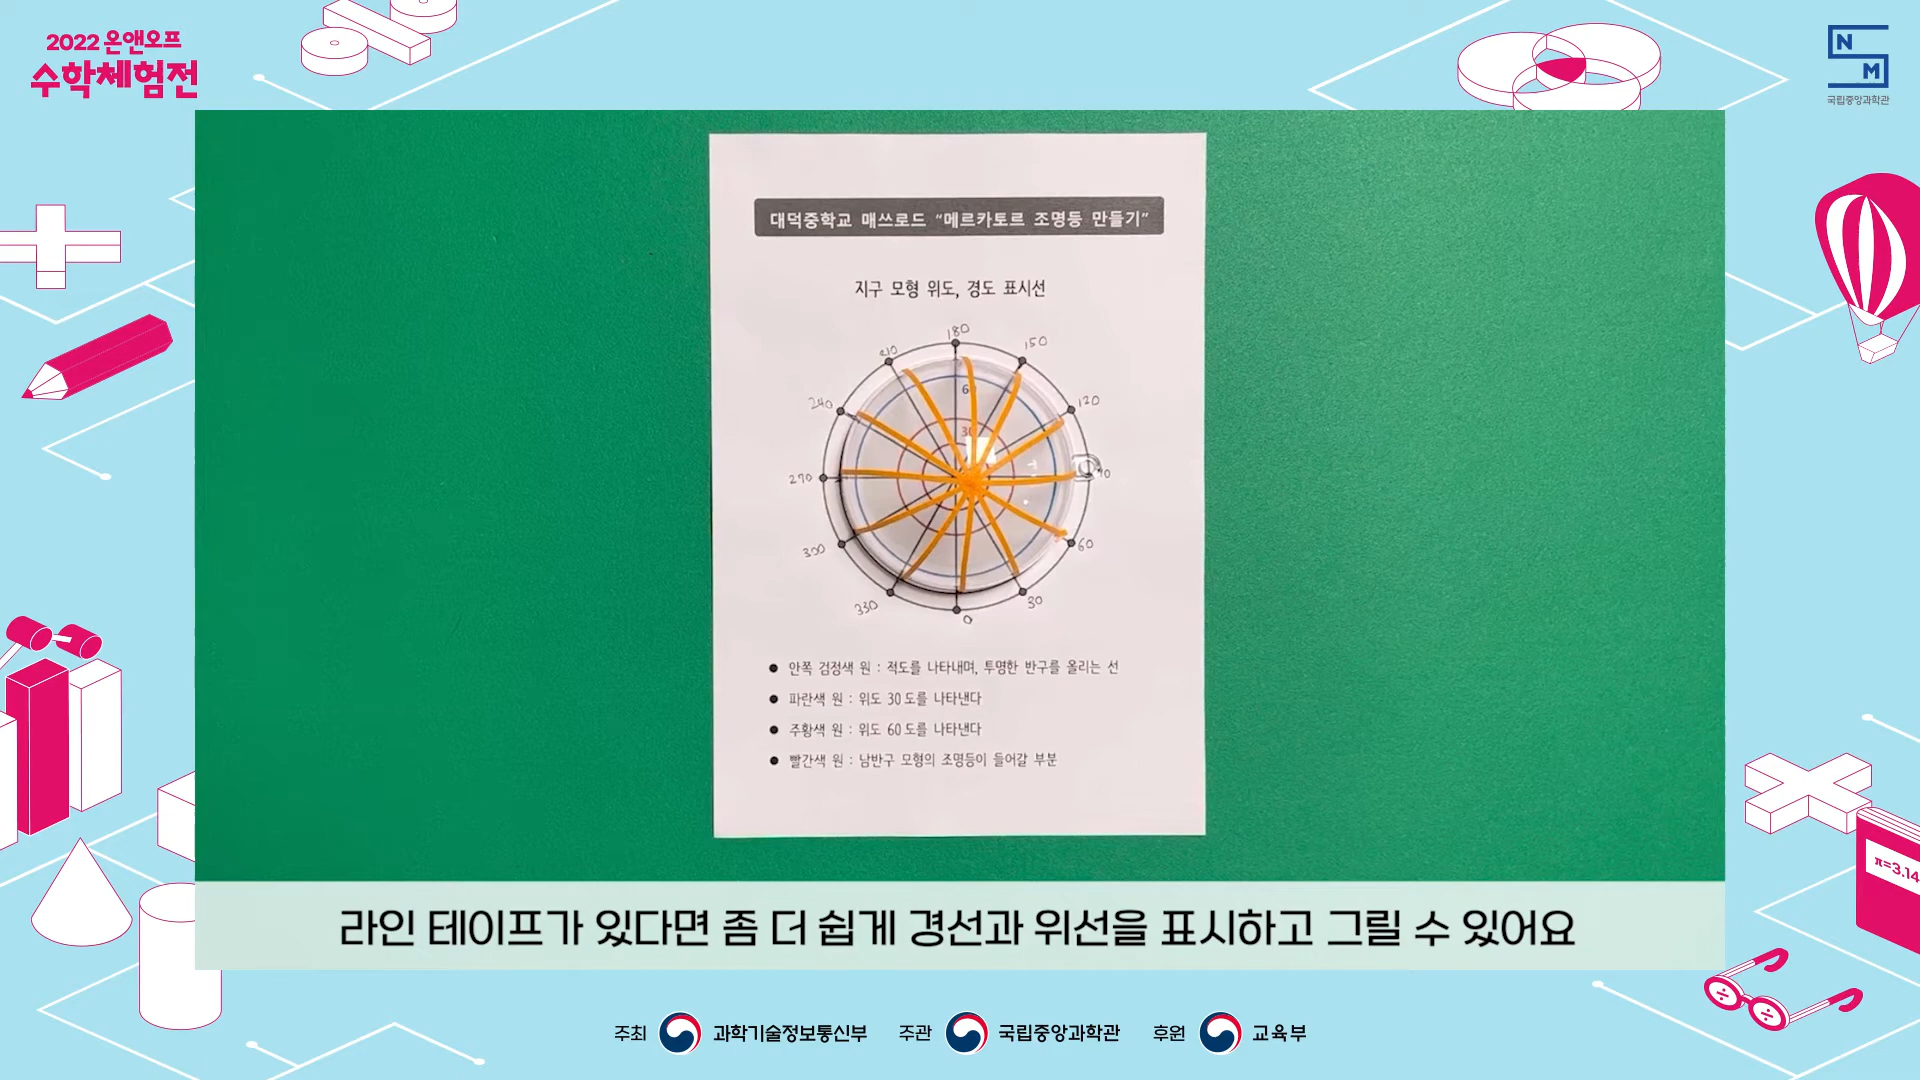 2022 온앤오프
수학체험전
N
M
국립중앙과학관
대덕중학교 매쓰로드 "메르카토르 조명등 만들기"
지구 모형 위도, 경도 표시선
180
210
150
240
120
60
30
270
90
300
60
330
30
0
● 안쪽 검정색 원 : 적도를 나타내며, 투명한 반구를 올리는 선
● 파란색 원 : 위도 30도를 나타낸다
● 주황색 원 : 위도 60도를 나타낸다
● 빨간색 원 : 남반구 모형의 조명등이 들어갈 부분
π=3.14
라인 테이프가 있다면 좀 더 쉽게 경선과 위선을 표시하고 그릴 수 있어요
주최 과학기술정보통신부 주관 국립중앙과학관 후원 교육부